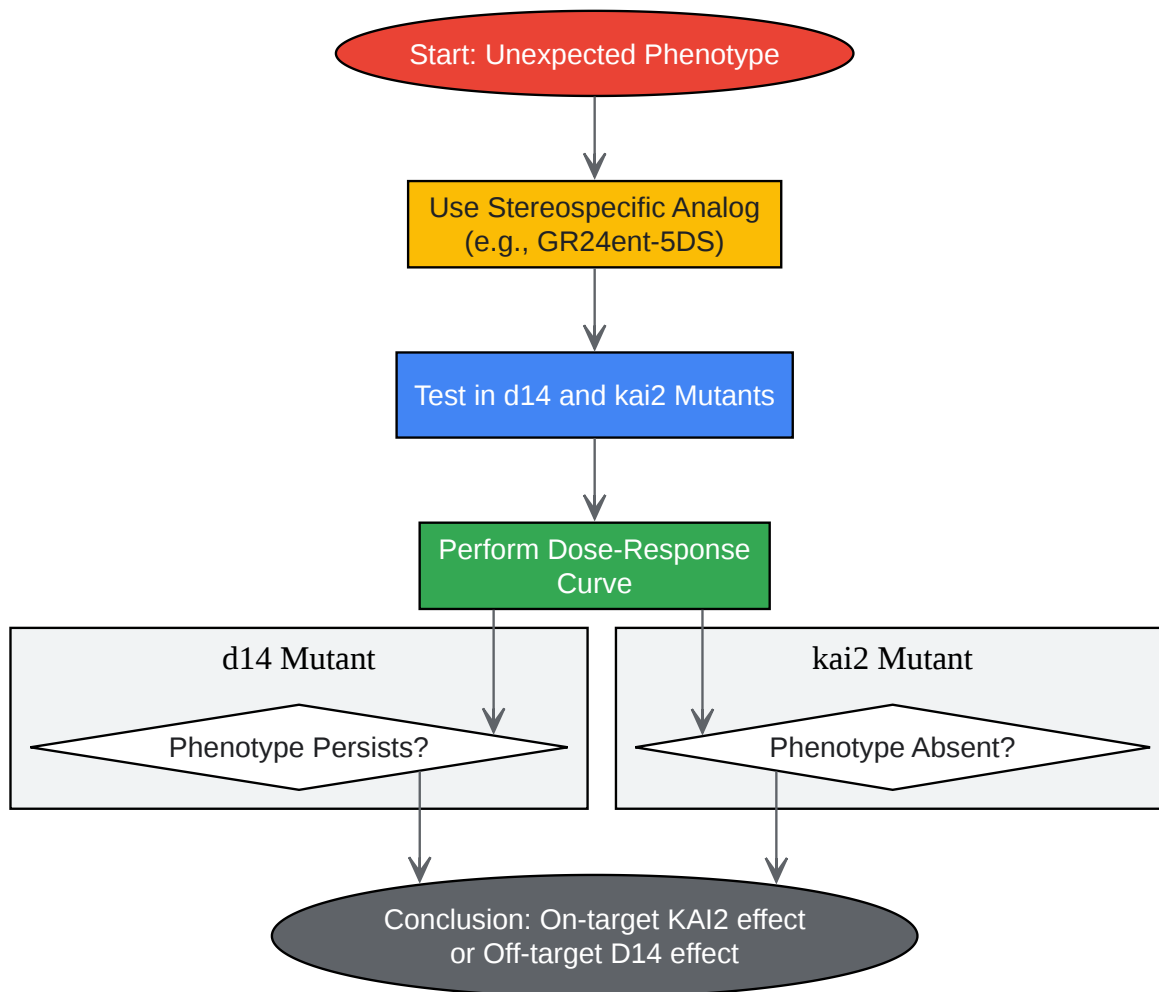 Start: Unexpected Phenotype
Use Stereospecific Analog
(e.g., GR24ent-5DS)
Test in d14 and kai2 Mutants
Perform Dose-Response
Curve
d14 Mutant
Phenotype Persists?
kai2 Mutant
Phenotype Absent?
Conclusion: On-target KAI2 effect
or Off-target D14 effect